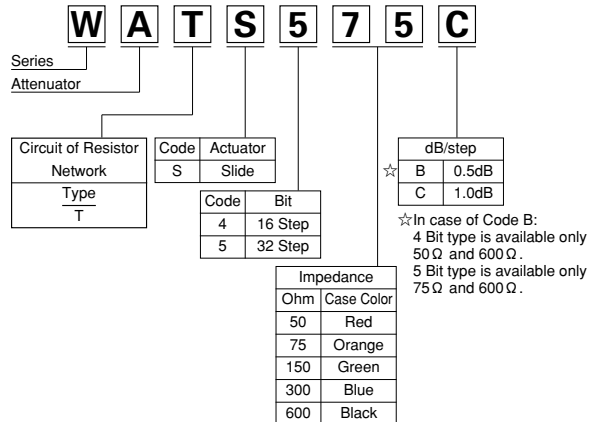 W A T S 5 7 5 C
Series
Attenuator
Circuit of Resistor
Network
Type
T
Code Actuator
S Slide
Code Bit
4 16 Step
5 32 Step
Impedance
Ohm Case Color
50 Red
75 Orange
150 Green
300 Blue
600 Black
dB/step
☆ B 0.5dB
C 1.0dB
☆In case of Code B:
4 Bit type is available only
50Ω and 600Ω.
5 Bit type is available only
75Ω and 600Ω.